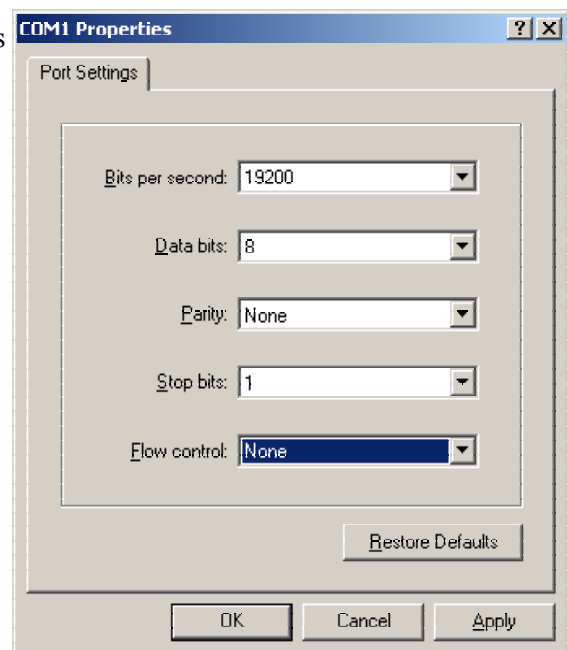 s
COM1 Properties
Port Settings
Bits per second: 19200
Data bits: 8
Parity: None
Stop bits: 1
Flow control: None
Restore Defaults
OK Cancel Apply